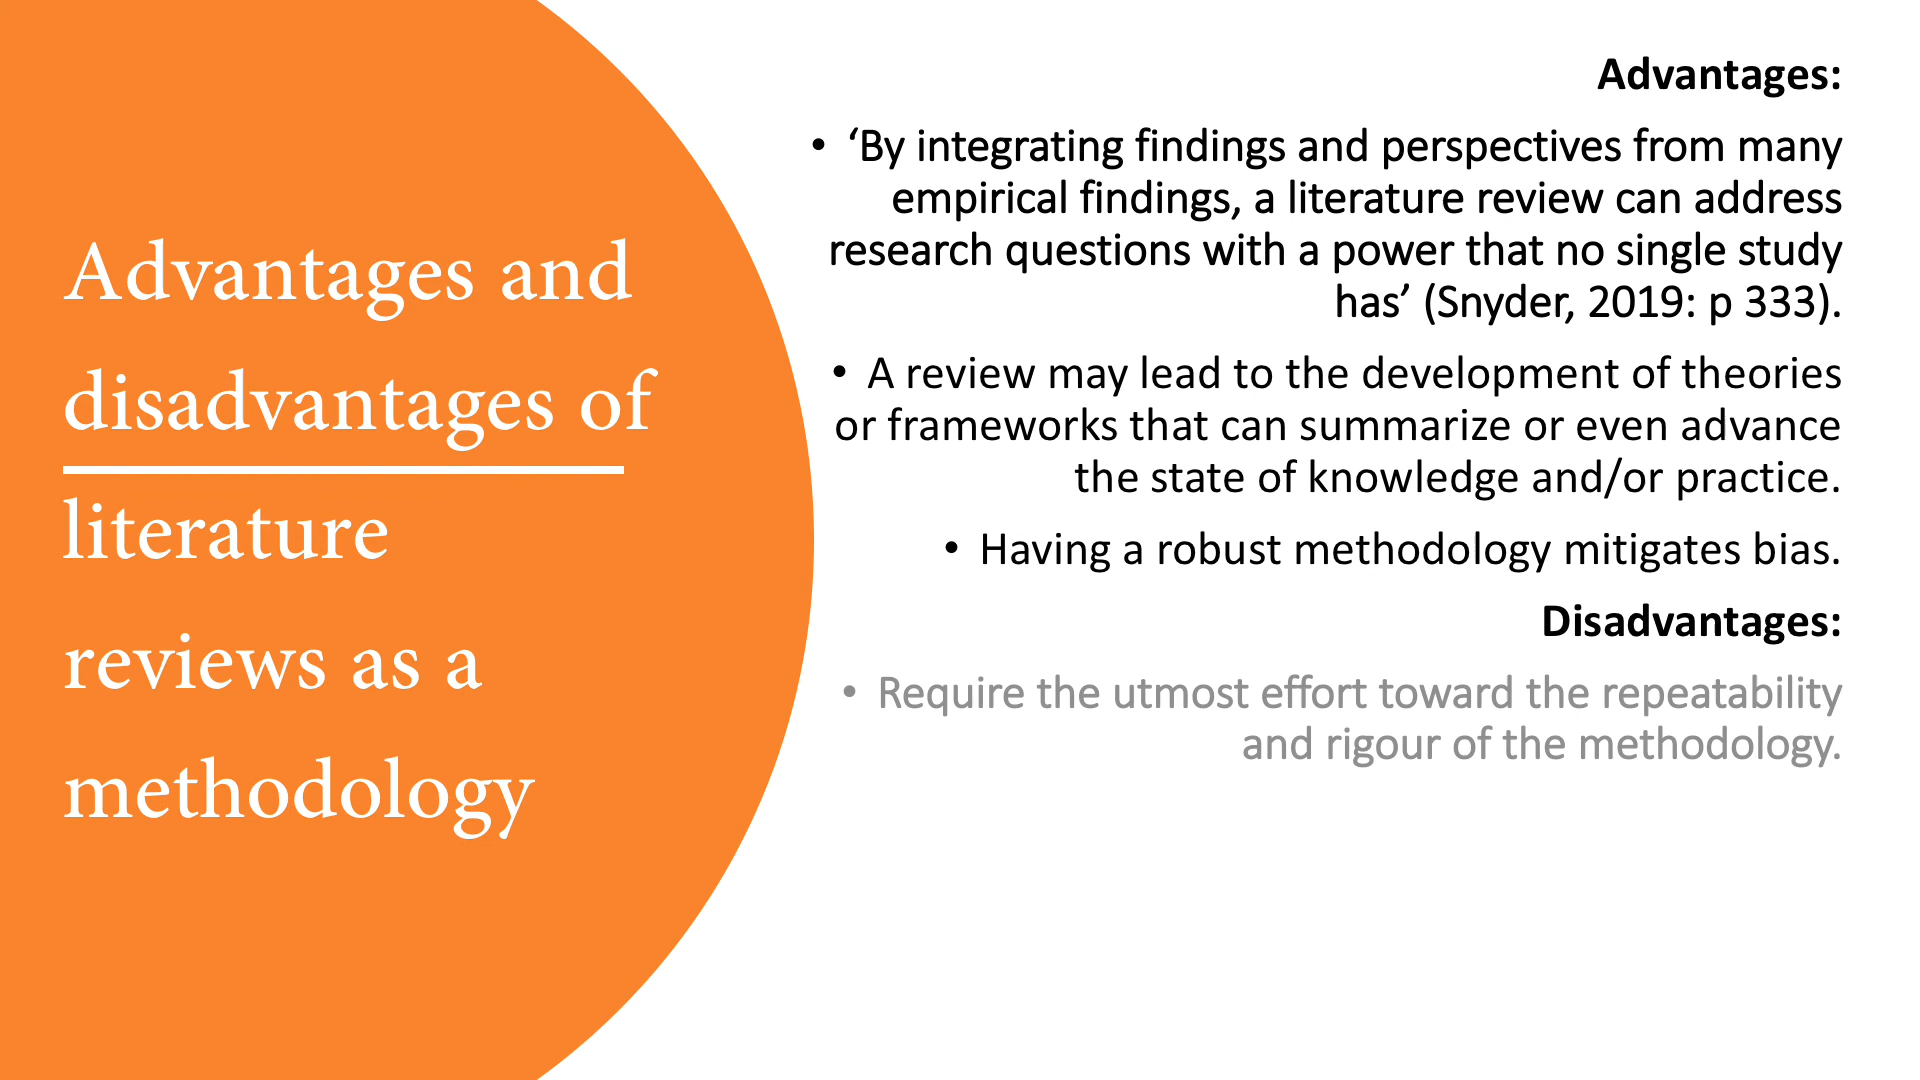 Advantages and
disadvantages of
literature
reviews as a
methodology
Advantages:
• ‘By integrating findings and perspectives from many
empirical findings, a literature review can address
research questions with a power that no single study
has’ (Snyder, 2019: p 333).
• A review may lead to the development of theories
or frameworks that can summarize or even advance
the state of knowledge and/or practice.
• Having a robust methodology mitigates bias.
Disadvantages:
• Require the utmost effort toward the repeatability
and rigour of the methodology.